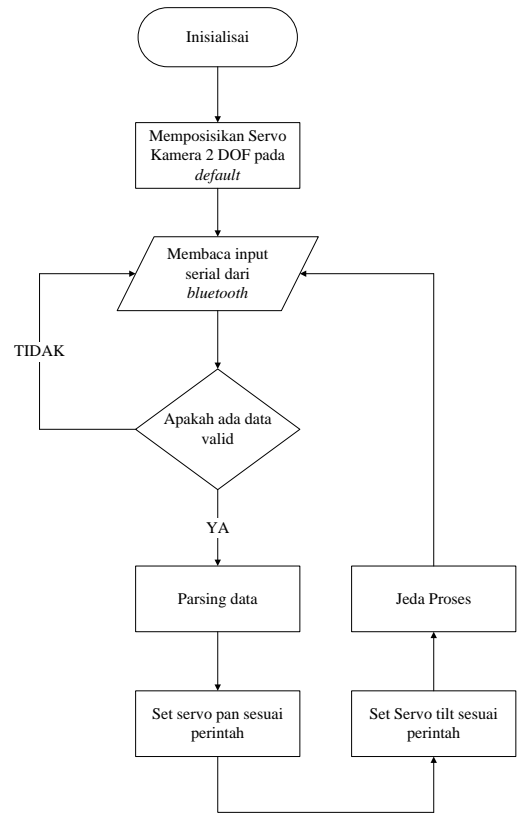 Inisialisai
Memposisikan Servo
Kamera 2 DOF pada
default
Membaca input
serial dari
bluetooth
TIDAK
Apakah ada data
valid
YA
Parsing data
Jeda Proses
Set servo pan sesuai
perintah
Set Servo tilt sesuai
perintah